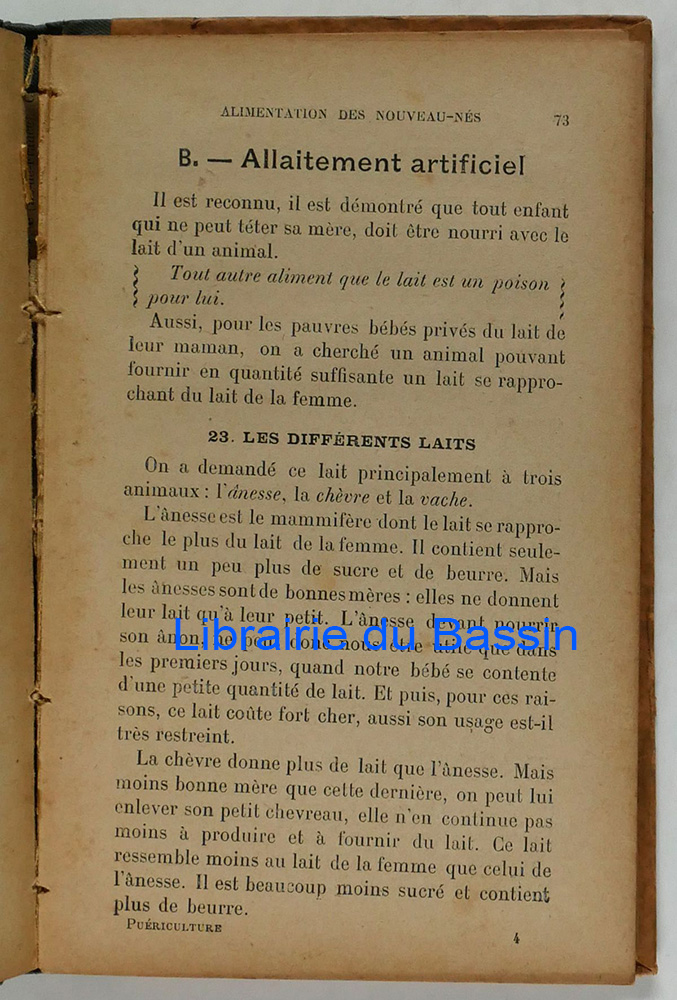 ALIMENTATION DES NOUVEAU-NÉS 73
B. — Allaitement artificiel
Il est reconnu, il est démontré que tout enfant
qui ne peut téter sa mère, doit être nourri avec le
lait d'un animal.
Tout autre aliment que le lait est un poison
pour lui.
Aussi, pour les pauvres bébés privés du lait de
leur maman, on a cherché un animal pouvant
fournir en quantité suffisante un lait se rappro-
chant du lait de la femme.
23. LES DIFFÉRENTS LAITS
On a demandé ce lait principalement à trois
animaux : l'ânesse, la chèvre et la vache.
L'ânesse est le mammifère dont le lait se rappro-
che le plus du lait de la femme. Il contient seule-
ment un peu plus de sucre et de beurre. Mais
les ânesses sont de bonnes mères : elles ne donnent
leur lait qu'à leur petit. L'ânesse devant nourrir
son ânon, ne peut donc nous être utile que dans
Librairie du Bassin
les premiers jours, quand notre bébé se contente
d'une petite quantité de lait. Et puis, pour ces rai-
sons, ce lait coûte fort cher, aussi son usage est-il
très restreint.
La chèvre donne plus de lait que l'ânesse. Mais
moins bonne mère que cette dernière, on peut lui
enlever son petit chevreau, elle n'en continue pas
moins à produire et à fournir du lait. Ce lait
ressemble moins au lait de la femme que celui de
l'ânesse. Il est beaucoup moins sucré et contient
plus de beurre.
PUÉRICULTURE 4